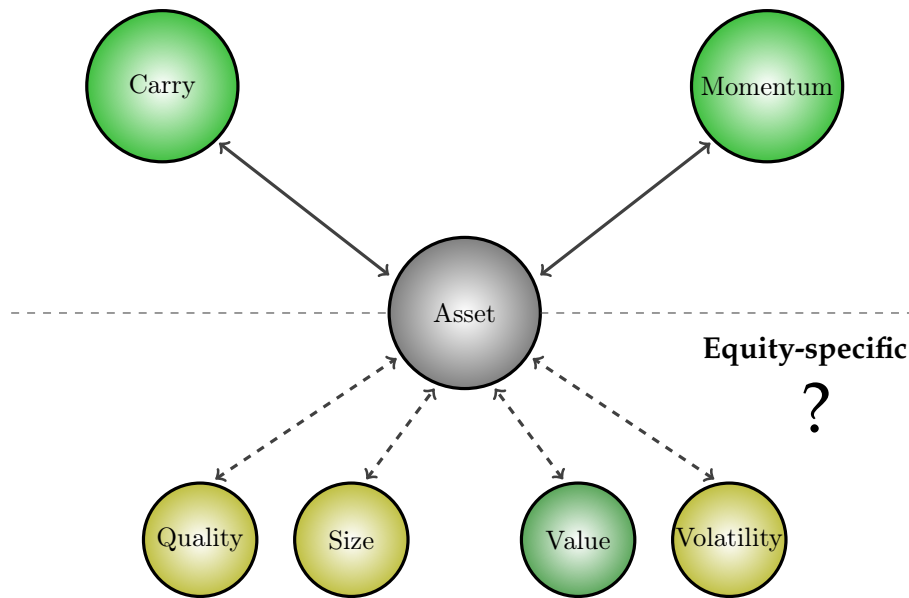 Carry
Momentum
Asset
Equity-specific
?
Quality
Size
Value
Volatility